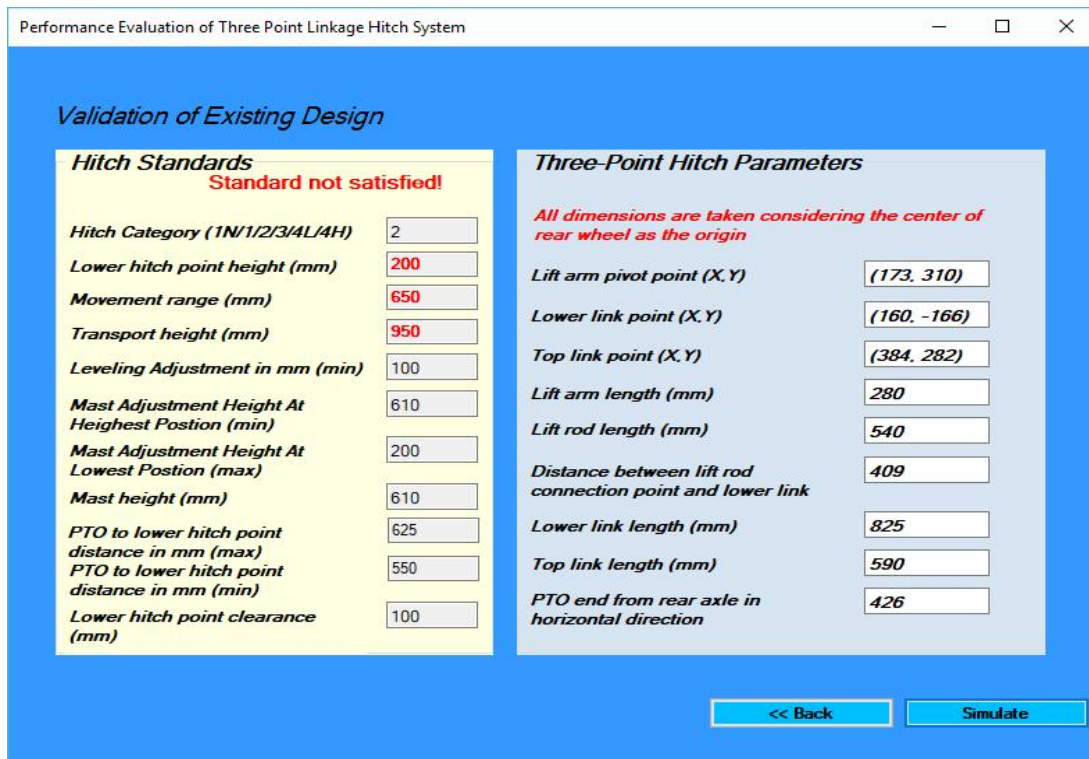 Performance Evaluation of Three Point Linkage Hitch System
Validation of Existing Design
Hitch Standards
Standard not satisfied!
Hitch Category (1N/1/2/3/4L/4H) 2
Lower hitch point height (mm) 200
Movement range (mm) 650
Transport height (mm) 950
Leveling Adjustment in mm (min) 100
Mast Adjustment Height At
Heighest Postion (min) 610
Mast Adjustment Height At
Lowest Postion (max) 200
Mast height (mm) 610
PTO to lower hitch point
distance in mm (max) 625
PTO to lower hitch point
distance in mm (min) 550
Lower hitch point clearance
(mm) 100
Three-Point Hitch Parameters
All dimensions are taken considering the center of
rear wheel as the origin
Lift arm pivot point (X,Y) (173, 310)
Lower link point (X,Y) (160, -166)
Top link point (X,Y) (384, 282)
Lift arm length (mm) 280
Lift rod length (mm) 540
Distance between lift rod
connection point and lower link 409
Lower link length (mm) 825
Top link length (mm) 590
PTO end from rear axle in
horizontal direction 426
<< Back
Simulate